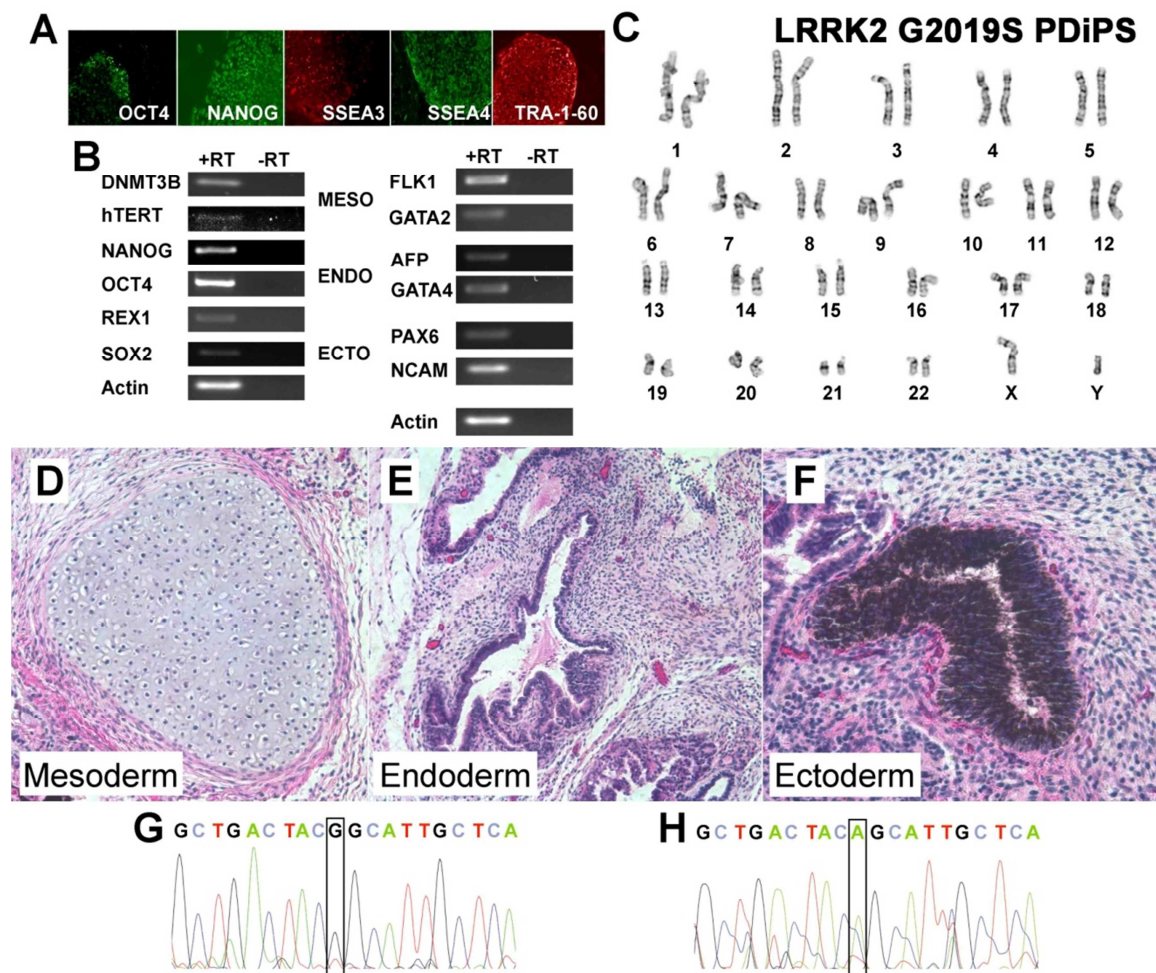 A
OCT4 NANOG SSEA3 SSEA4 TRA-1-60
B
+RT -RT
DNMT3B
hTERT
NANOG
OCT4
REX1
SOX2
Actin
MESO
ENDO
ECTO
+RT -RT
FLK1
GATA2
AFP
GATA4
PAX6
NCAM
Actin
C LRRK2 G2019S PDiPS
1 2 3 4 5
6 7 8 9 10 11 12
13 14 15 16 17 18
19 20 21 22 X Y
D
Mesoderm
E
Endoderm
F
Ectoderm
G GCTGACTACGGCATTGCTCA
H GCTGACTACAGCATTGCTCA